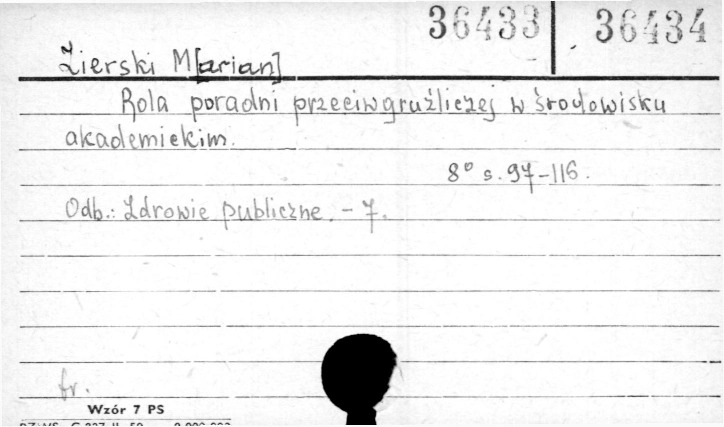 36433 36434
Zierski M[arian]
Rola poradni przeciwgruźliczej w środowisku
akademickim.
8° s. 97-116.
Odb.: Zdrowie publiczne. - 7.
fr.
Wzór 7 PS